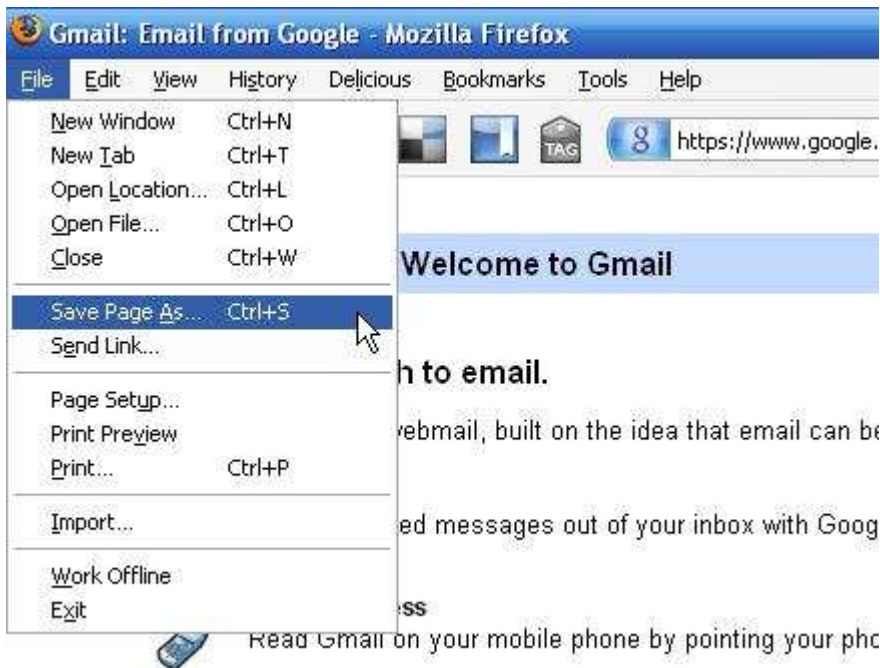 Gmail: Email from Google - Mozilla Firefox
File Edit View History Delicious Bookmarks Tools Help
New Window Ctrl+N
New Tab Ctrl+T
TAG
g https://www.google.
Open Location... Ctrl+L
Open File... Ctrl+O
Close Ctrl+W
Welcome to Gmail
Save Page As... Ctrl+S
Send Link...
h to email.
Page Setup...
Print Preview
ebmail, built on the idea that email can be
Print... Ctrl+P
Import...
ed messages out of your inbox with Goog
Work Offline
Exit
ss
Read Gmail on your mobile phone by pointing your pho